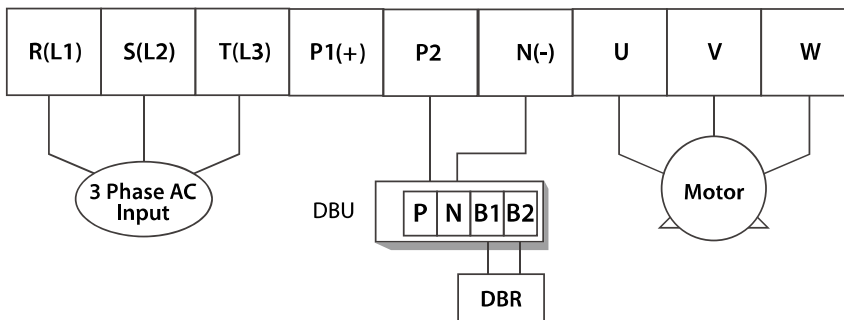 R(L1) S(L2) T(L3) P1(+) P2 N(-) U V W
3 Phase AC
Input
DBU
P N B1 B2
Motor
DBR